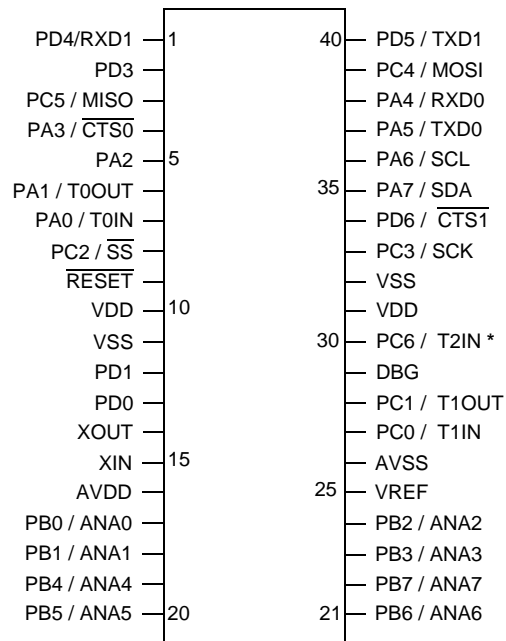 PD4/RXD1 1 40 PD5 / TXD1
PD3 PC4 / MOSI
PC5 / MISO PA4 / RXD0
PA3 / CTS0 PA5 / TXD0
PA2 5 PA6 / SCL
PA1 / T0OUT 35 PA7 / SDA
PA0 / T0IN PD6 / CTS1
PC2 / SS PC3 / SCK
RESET VSS
VDD 10 VDD
VSS 30 PC6 / T2IN *
PD1 DBG
PD0 PC1 / T1OUT
XOUT PC0 / T1IN
XIN 15 AVSS
AVDD 25 VREF
PB0 / ANA0 PB2 / ANA2
PB1 / ANA1 PB3 / ANA3
PB4 / ANA4 PB7 / ANA7
PB5 / ANA5 20 21 PB6 / ANA6